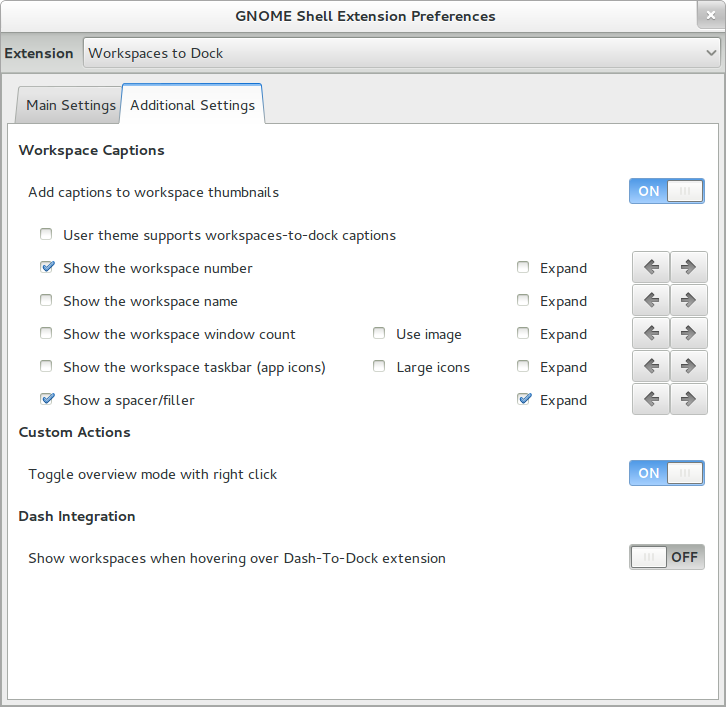 GNOME Shell Extension Preferences
Extension Workspaces to Dock
Main Settings Additional Settings
Workspace Captions
Add captions to workspace thumbnails ON
User theme supports workspaces-to-dock captions
Show the workspace number Expand
Show the workspace name Expand
Show the workspace window count Use image Expand
Show the workspace taskbar (app icons) Large icons Expand
Show a spacer/filler Expand
Custom Actions
Toggle overview mode with right click ON
Dash Integration
Show workspaces when hovering over Dash-To-Dock extension OFF